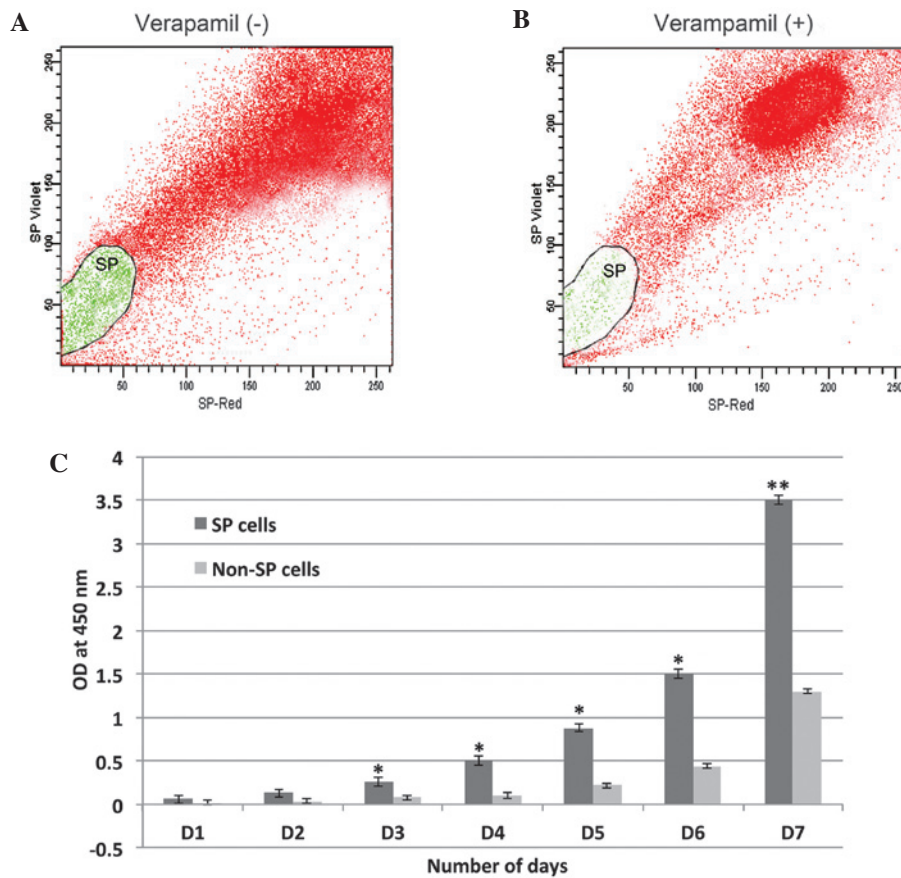 A
Verapamil (-)
250
200
150
100
50
SP Violet
SP
50 100 150 200 250
SP-Red
B
Verampamil (+)
250
200
150
100
50
SP Violet
SP
50 100 150 200 250
SP-Red
C
4
3.5
3
2.5
2
1.5
1
0.5
0
-0.5
OD at 450 nm
SP cells
Non-SP cells
* * * * **
D1 D2 D3 D4 D5 D6 D7
Number of days